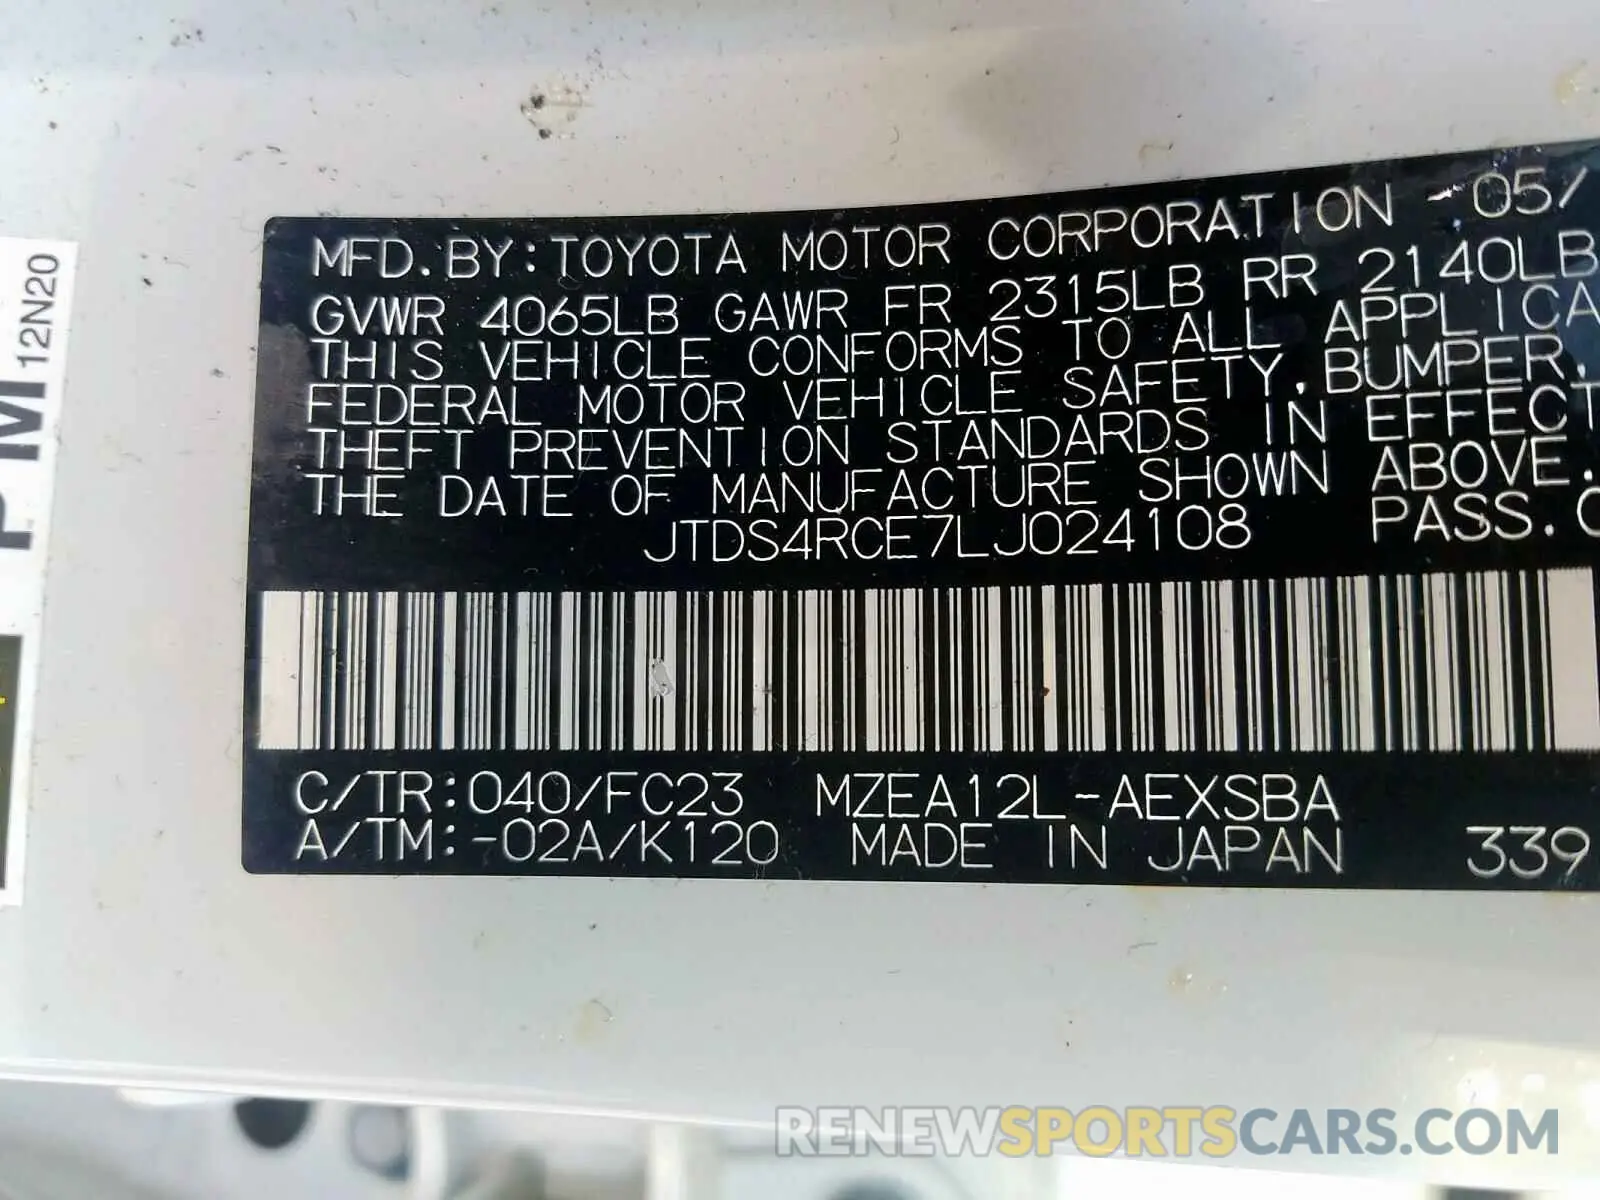 MFD. BY: TOYOTA MOTOR CORPORATION -05/
GVWR 4065LB GAWR FR 2315LB RR 2140LB
THIS VEHICLE CONFORMS TO ALL APPLICA
FEDERAL MOTOR VEHICLE SAFETY, BUMPER,
THEFT PREVENTION STANDARDS IN EFFECT
THE DATE OF MANUFACTURE SHOWN ABOVE.
JTDS4RCE7LJ024108 PASS.C
C/TR:040/FC23 MZEA12L-AEXSBA
A/TM:-02A/K120 MADE IN JAPAN 339
PM
12N20
RENEWSPORTSCARS.COM